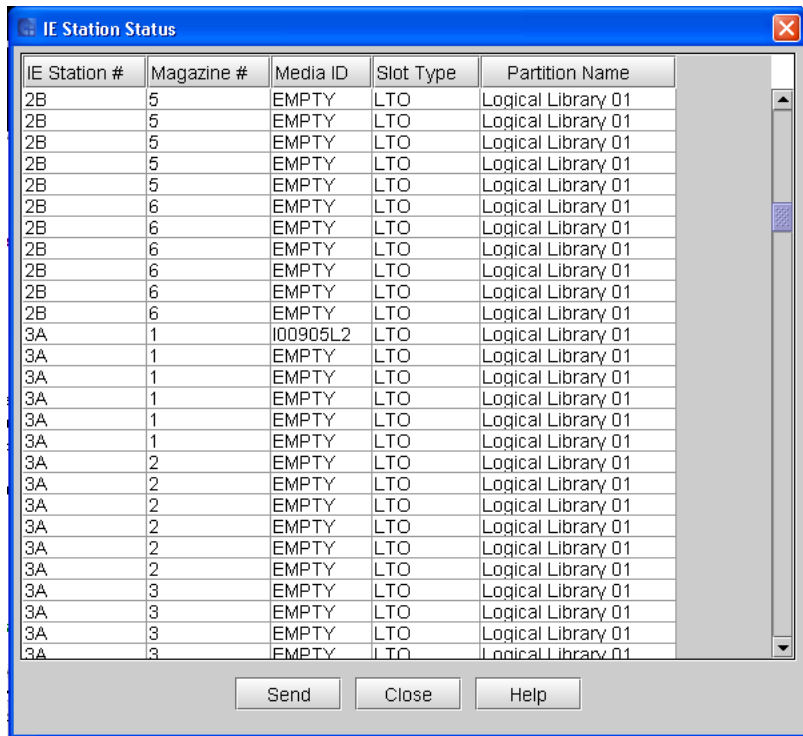 IE Station Status
IE Station # Magazine # Media ID Slot Type Partition Name
2B 5 EMPTY LTO Logical Library 01
2B 5 EMPTY LTO Logical Library 01
2B 5 EMPTY LTO Logical Library 01
2B 5 EMPTY LTO Logical Library 01
2B 5 EMPTY LTO Logical Library 01
2B 6 EMPTY LTO Logical Library 01
2B 6 EMPTY LTO Logical Library 01
2B 6 EMPTY LTO Logical Library 01
2B 6 EMPTY LTO Logical Library 01
2B 6 EMPTY LTO Logical Library 01
2B 6 EMPTY LTO Logical Library 01
3A 1 I00905L2 LTO Logical Library 01
3A 1 EMPTY LTO Logical Library 01
3A 1 EMPTY LTO Logical Library 01
3A 1 EMPTY LTO Logical Library 01
3A 1 EMPTY LTO Logical Library 01
3A 1 EMPTY LTO Logical Library 01
3A 2 EMPTY LTO Logical Library 01
3A 2 EMPTY LTO Logical Library 01
3A 2 EMPTY LTO Logical Library 01
3A 2 EMPTY LTO Logical Library 01
3A 2 EMPTY LTO Logical Library 01
3A 2 EMPTY LTO Logical Library 01
3A 3 EMPTY LTO Logical Library 01
3A 3 EMPTY LTO Logical Library 01
3A 3 EMPTY LTO Logical Library 01
3A 3 EMPTY LTO Logical Library 01
Send Close Help